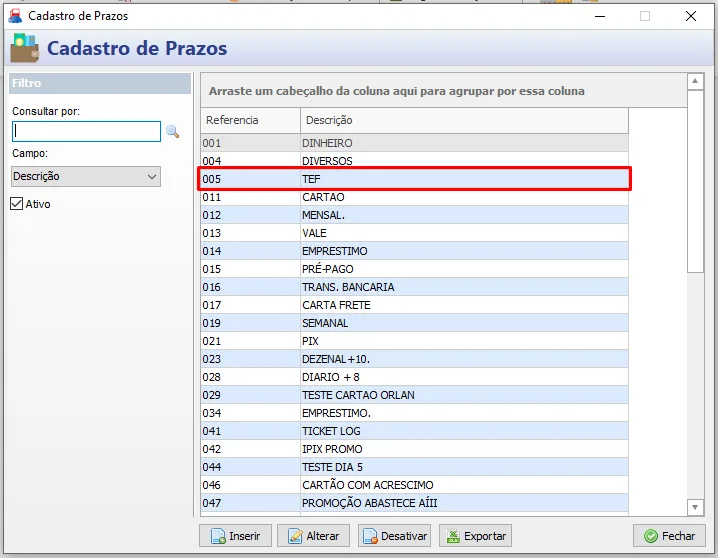 Cadastro de Prazos
Cadastro de Prazos
Filtro
Consultar por:
Campo:
Descrição
Ativo
Arraste um cabeçalho da coluna aqui para agrupar por essa coluna
Referencia Descrição
001 DINHEIRO
004 DIVERSOS
005 TEF
011 CARTAO
012 MENSAL.
013 VALE
014 EMPRESTIMO
015 PRÉ-PAGO
016 TRANS. BANCARIA
017 CARTA FRETE
019 SEMANAL
021 PIX
023 DEZENAL+10.
028 DIARIO + 8
029 TESTE CARTAO ORLAN
034 EMPRESTIMO.
041 TICKET LOG
042 IPIX PROMO
044 TESTE DIA 5
046 CARTÃO COM ACRESCIMO
047 PROMOÇÃO ABASTECE AÍII
Inserir Alterar Desativar Exportar Fechar